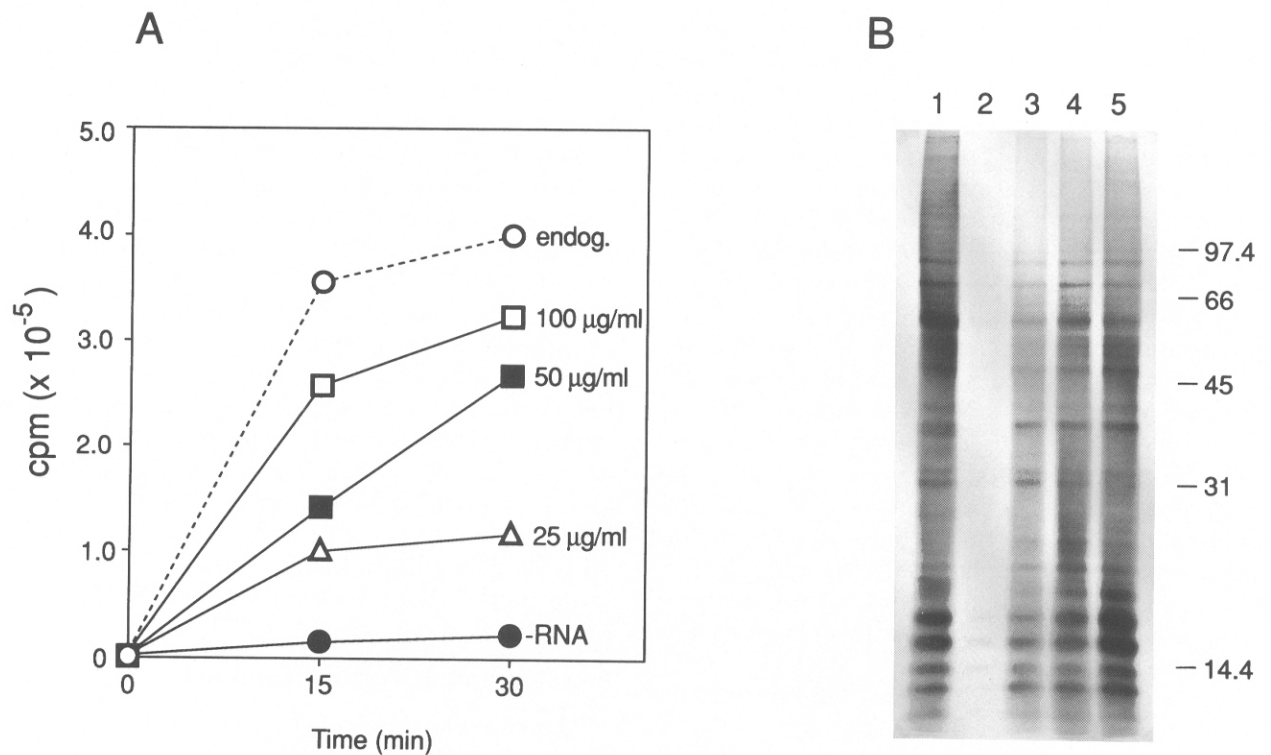 A
B
1 2 3 4 5
5.0
4.0
3.0
2.0
1.0
0
cpm (x 10-5)
endog.
100 µg/ml
50 µg/ml
25 µg/ml
-RNA
0 15 30
Time (min)
97.4
66
45
31
14.4